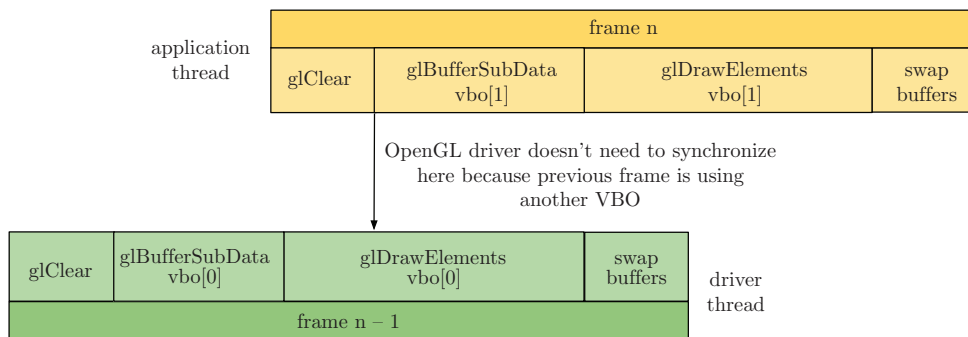 frame n
application
thread
glClear
glBufferSubData
vbo[1]
glDrawElements
vbo[1]
swap
buffers
OpenGL driver doesn't need to synchronize
here because previous frame is using
another VBO
glClear
glBufferSubData
vbo[0]
glDrawElements
vbo[0]
swap
buffers
driver
thread
frame n – 1